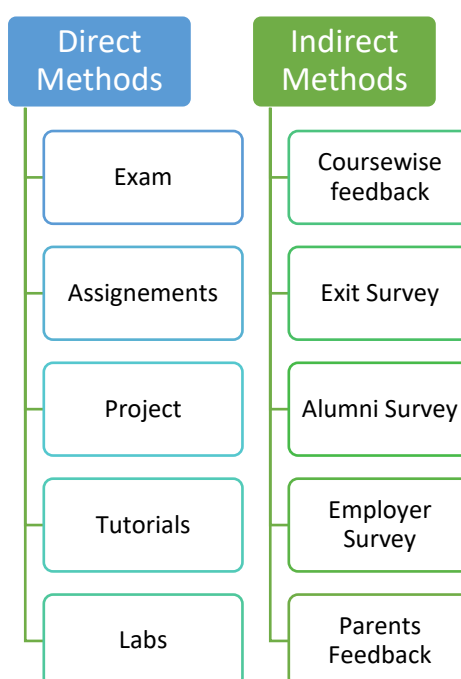 Direct
Methods
Exam
Assignements
Project
Tutorials
Labs
Indirect
Methods
Coursewise
feedback
Exit Survey
Alumni Survey
Employer
Survey
Parents
Feedback